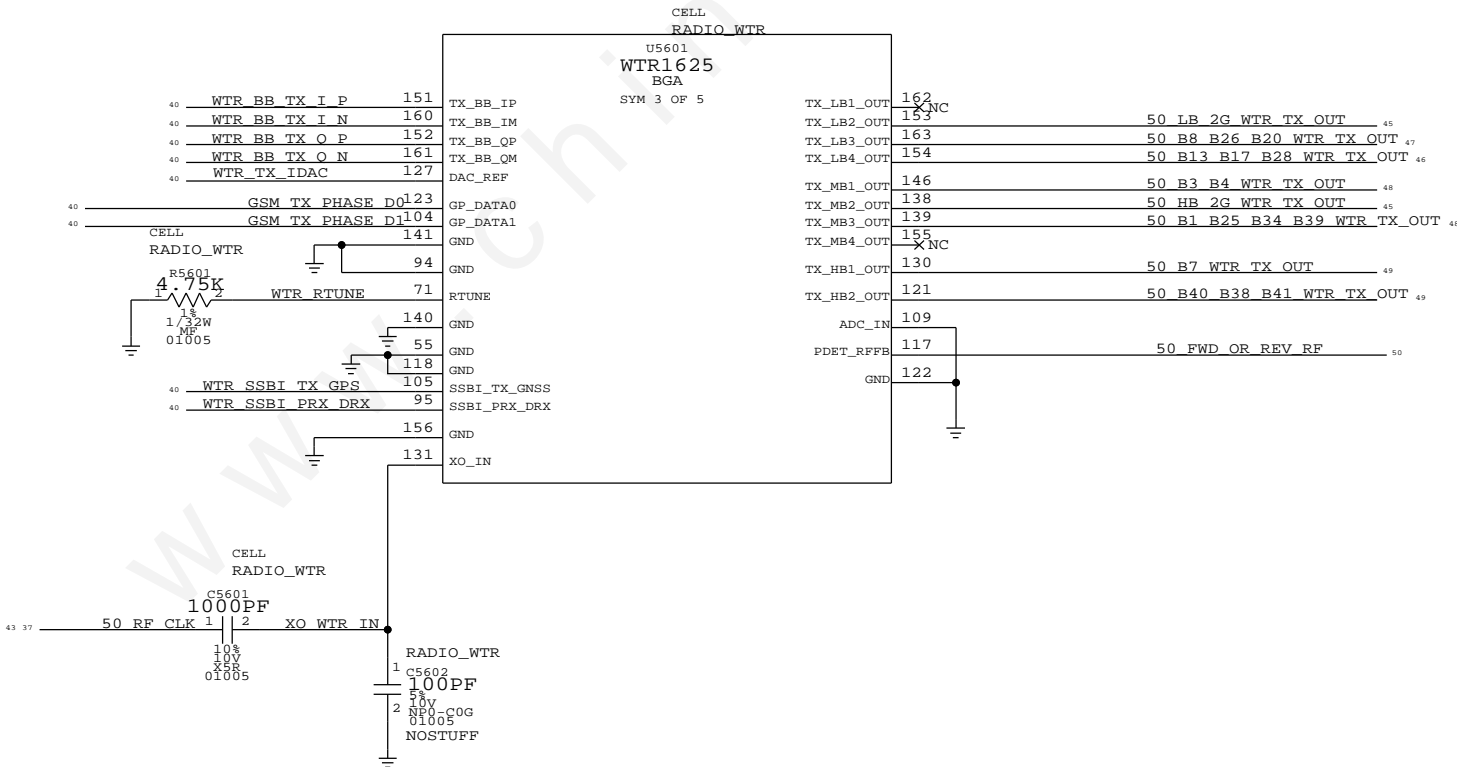 CELL
RADIO_WTR
U5601
WTR1625
BGA
SYM 3 OF 5
40 WTR_BB_TX_I_P 151 TX_BB_IP
40 WTR_BB_TX_I_N 160 TX_BB_IM
40 WTR_BB_TX_Q_P 152 TX_BB_QP
40 WTR_BB_TX_Q_N 161 TX_BB_QM
40 WTR_TX_IDAC 127 DAC_REF
40 GSM_TX_PHASE_D0 123 GP_DATA0
40 GSM_TX_PHASE_D1 104 GP_DATA1
141 GND
94 GND
CELL
RADIO_WTR
R5601
4.75K
1 2 WTR_RTUNE 71 RTUNE
1%
1/32W
MF
01005
140 GND
55 GND
118 GND
40 WTR_SSBI_TX_GPS 105 SSBI_TX_GNSS
40 WTR_SSBI_PRX_DRX 95 SSBI_PRX_DRX
156 GND
131 XO_IN
TX_LB1_OUT 162 NC
TX_LB2_OUT 153 50_LB_2G_WTR_TX_OUT 45
TX_LB3_OUT 163 50_B8_B26_B20_WTR_TX_OUT 47
TX_LB4_OUT 154 50_B13_B17_B28_WTR_TX_OUT 46
TX_MB1_OUT 146 50_B3_B4_WTR_TX_OUT 48
TX_MB2_OUT 138 50_HB_2G_WTR_TX_OUT 45
TX_MB3_OUT 139 50_B1_B25_B34_B39_WTR_TX_OUT
TX_MB4_OUT 155 NC
TX_HB1_OUT 130 50_B7_WTR_TX_OUT 49
TX_HB2_OUT 121 50_B40_B38_B41_WTR_TX_OUT 49
ADC_IN 109
PDET_RFFB 117 50_FWD_OR_REV_RF 50
GND 122
CELL
RADIO_WTR
C5601
1000PF
43 37 50_RF_CLK 1 2 XO_WTR_IN
10%
10V
X5R
01005
RADIO_WTR
1 C5602
100PF
5%
10V
2 NP0-C0G
01005
NOSTUFF
www.chin